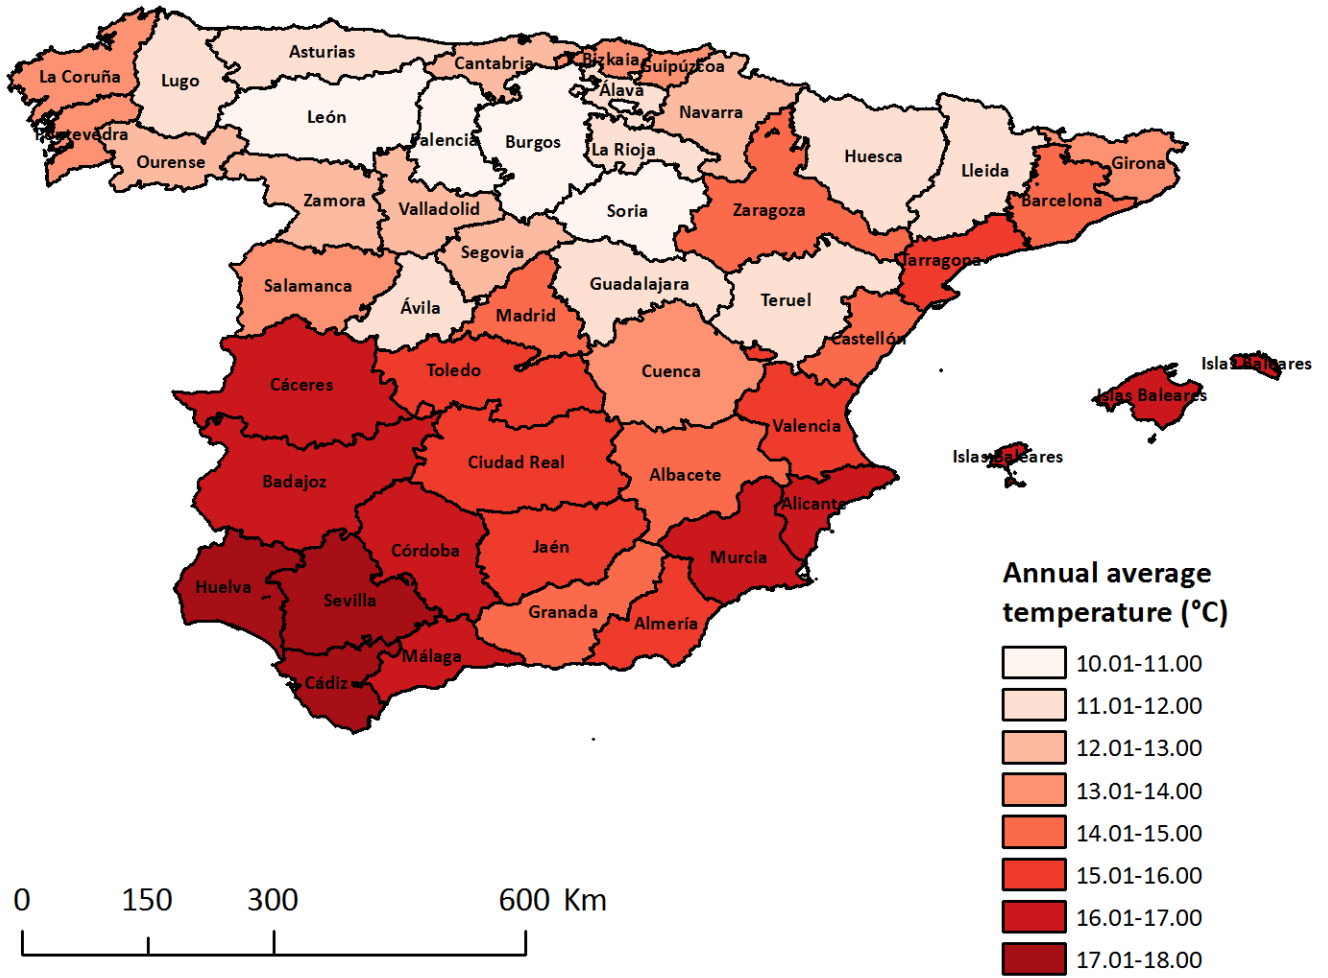 Asturias
Cantabria
Bizkaia
Guipúzcoa
La Coruña
Lugo
Álava
León
Navarra
Pontevedra
Palencia
Burgos
La Rioja
Ourense
Huesca
Lleida
Girona
Zamora
Valladolid
Soria
Zaragoza
Barcelona
Segovia
Tarragona
Salamanca
Guadalajara
Ávila
Teruel
Madrid
Castellón
Islas Baleares
Cáceres
Toledo
Cuenca
Islas Baleares
Valencia
Ciudad Real
Islas Baleares
Badajoz
Albacete
Alicante
Córdoba
Jaén
Murcia
Huelva
Sevilla
Granada
Almería
Málaga
Cádiz
Annual average
temperature (°C)
10.01-11.00
11.01-12.00
12.01-13.00
13.01-14.00
14.01-15.00
15.01-16.00
16.01-17.00
17.01-18.00
0 150 300 600 Km